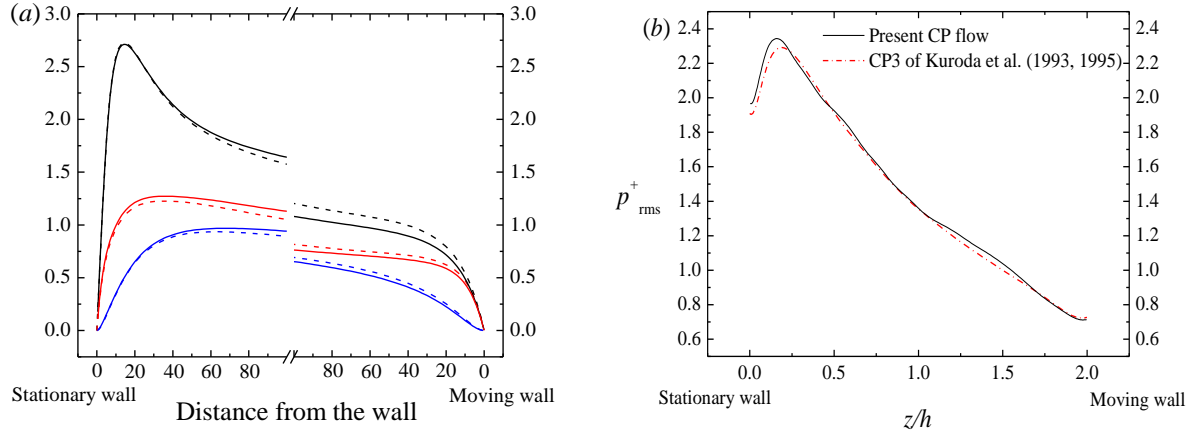 (a)
3.0
2.5
2.0
1.5
1.0
0.5
0.0
3.0
2.5
2.0
1.5
1.0
0.5
0.0
0 20 40 60 80 80 60 40 20 0
Stationary wall
Moving wall
Distance from the wall
(b)
2.4
2.2
2.0
1.8
1.6
1.4
1.2
1.0
0.8
0.6
p+rms
Present CP flow
CP3 of Kuroda et al. (1993, 1995)
2.4
2.2
2.0
1.8
1.6
1.4
1.2
1.0
0.8
0.6
0.0 0.5 1.0 1.5 2.0
Stationary wall
Moving wall
z/h